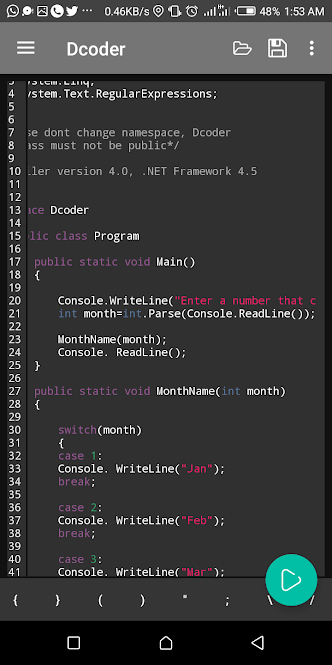 0.46KB/s 48% 1:53 AM
Dcoder
3 ystem.Linq;
4 ystem.Text.RegularExpressions;
5
6
7 se dont change namespace, Dcoder
8 ass must not be public*/
9
10 ler version 4.0, .NET Framework 4.5
11
12
13 ace Dcoder
14
15 lic class Program
16
17 public static void Main()
18 {
19
20 Console.WriteLine("Enter a number that c
21 int month=int.Parse(Console.ReadLine());
22
23 MonthName(month);
24 Console. ReadLine();
25 }
26
27 public static void MonthName(int month)
28 {
29
30 switch(month)
31 {
32 case 1:
33 Console. WriteLine("Jan");
34 break;
35
36 case 2:
37 Console. WriteLine("Feb");
38 break;
39
40 case 3:
41 Console. WriteLine("Mar");
{ } ( ) " ; \ /